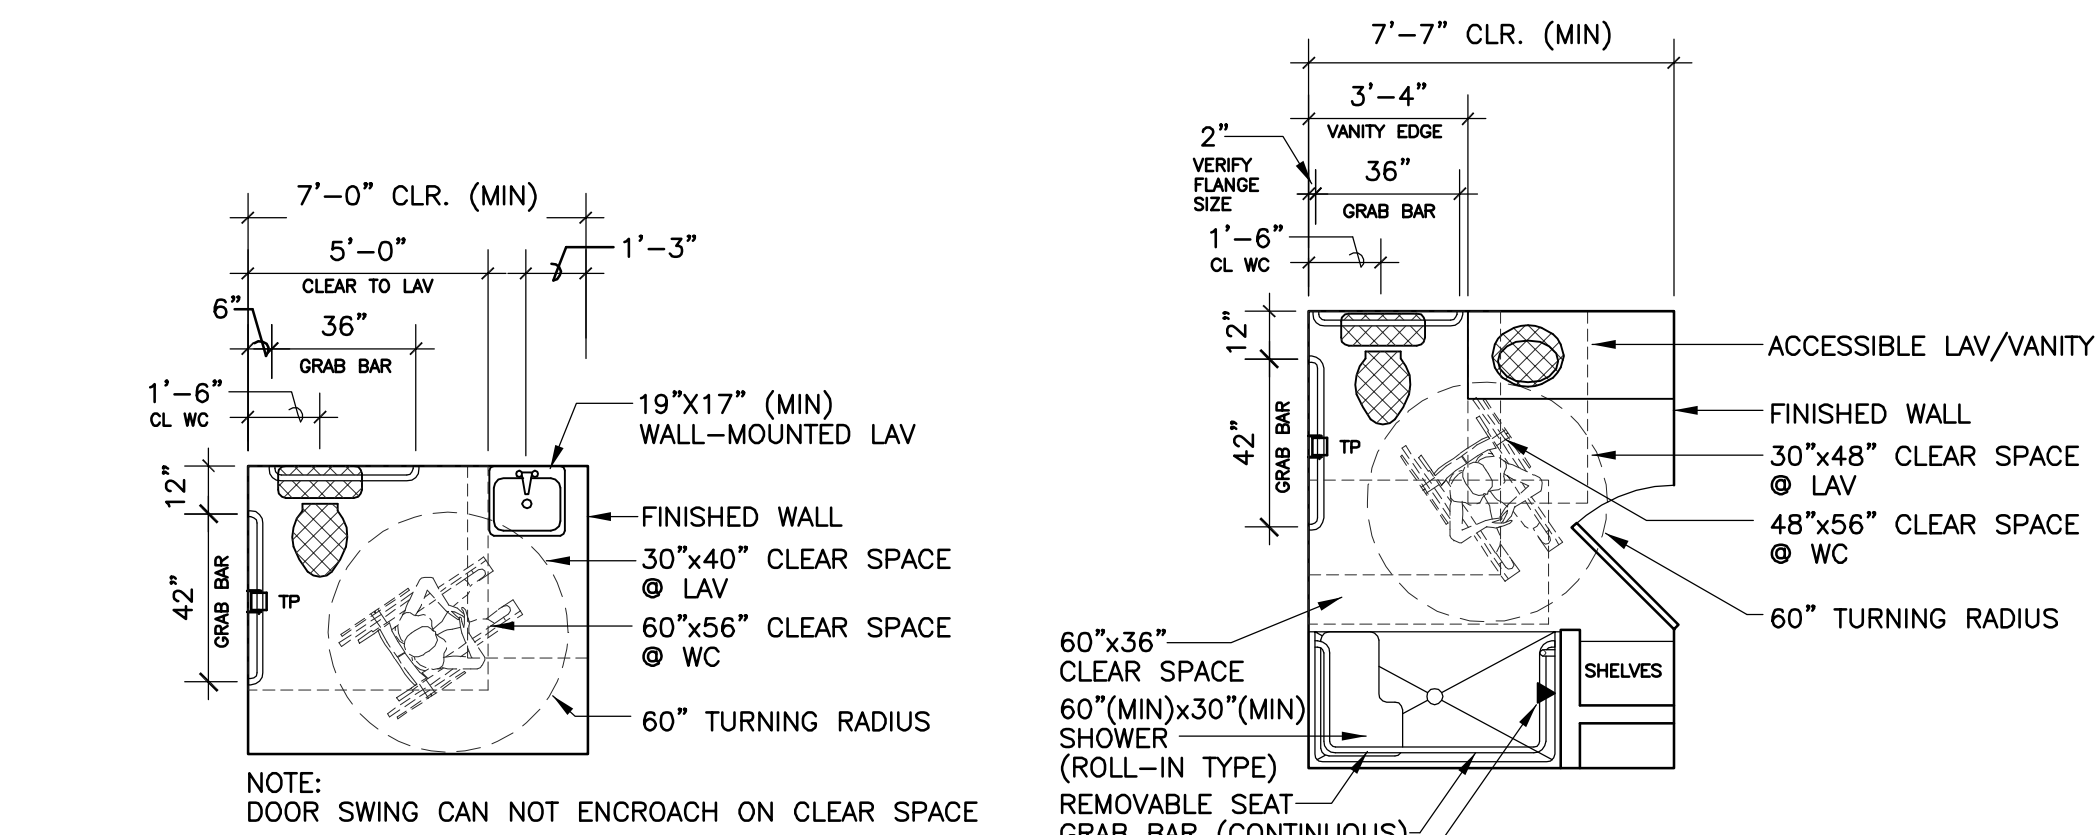 7'-0" CLR. (MIN)
5'-0"
CLEAR TO LAV
1'-3"
6"
36"
GRAB BAR
1'-6"
CL WC
12"
42"
GRAB BAR
TP
19"X17" (MIN)
WALL-MOUNTED LAV
FINISHED WALL
30"x40" CLEAR SPACE
@ LAV
60"x56" CLEAR SPACE
@ WC
60" TURNING RADIUS
NOTE:
DOOR SWING CAN NOT ENCROACH ON CLEAR SPACE
7'-7" CLR. (MIN)
3'-4"
VANITY EDGE
2"
VERIFY
FLANGE
SIZE
36"
GRAB BAR
1'-6"
CL WC
12"
42"
GRAB BAR
TP
ACCESSIBLE LAV/VANITY
FINISHED WALL
30"x48" CLEAR SPACE
@ LAV
48"x56" CLEAR SPACE
@ WC
60" TURNING RADIUS
60"x36"
CLEAR SPACE
SHELVES
60"(MIN)x30"(MIN)
SHOWER
(ROLL-IN TYPE)
REMOVABLE SEAT
GRAB BAR (CONTINUOUS)